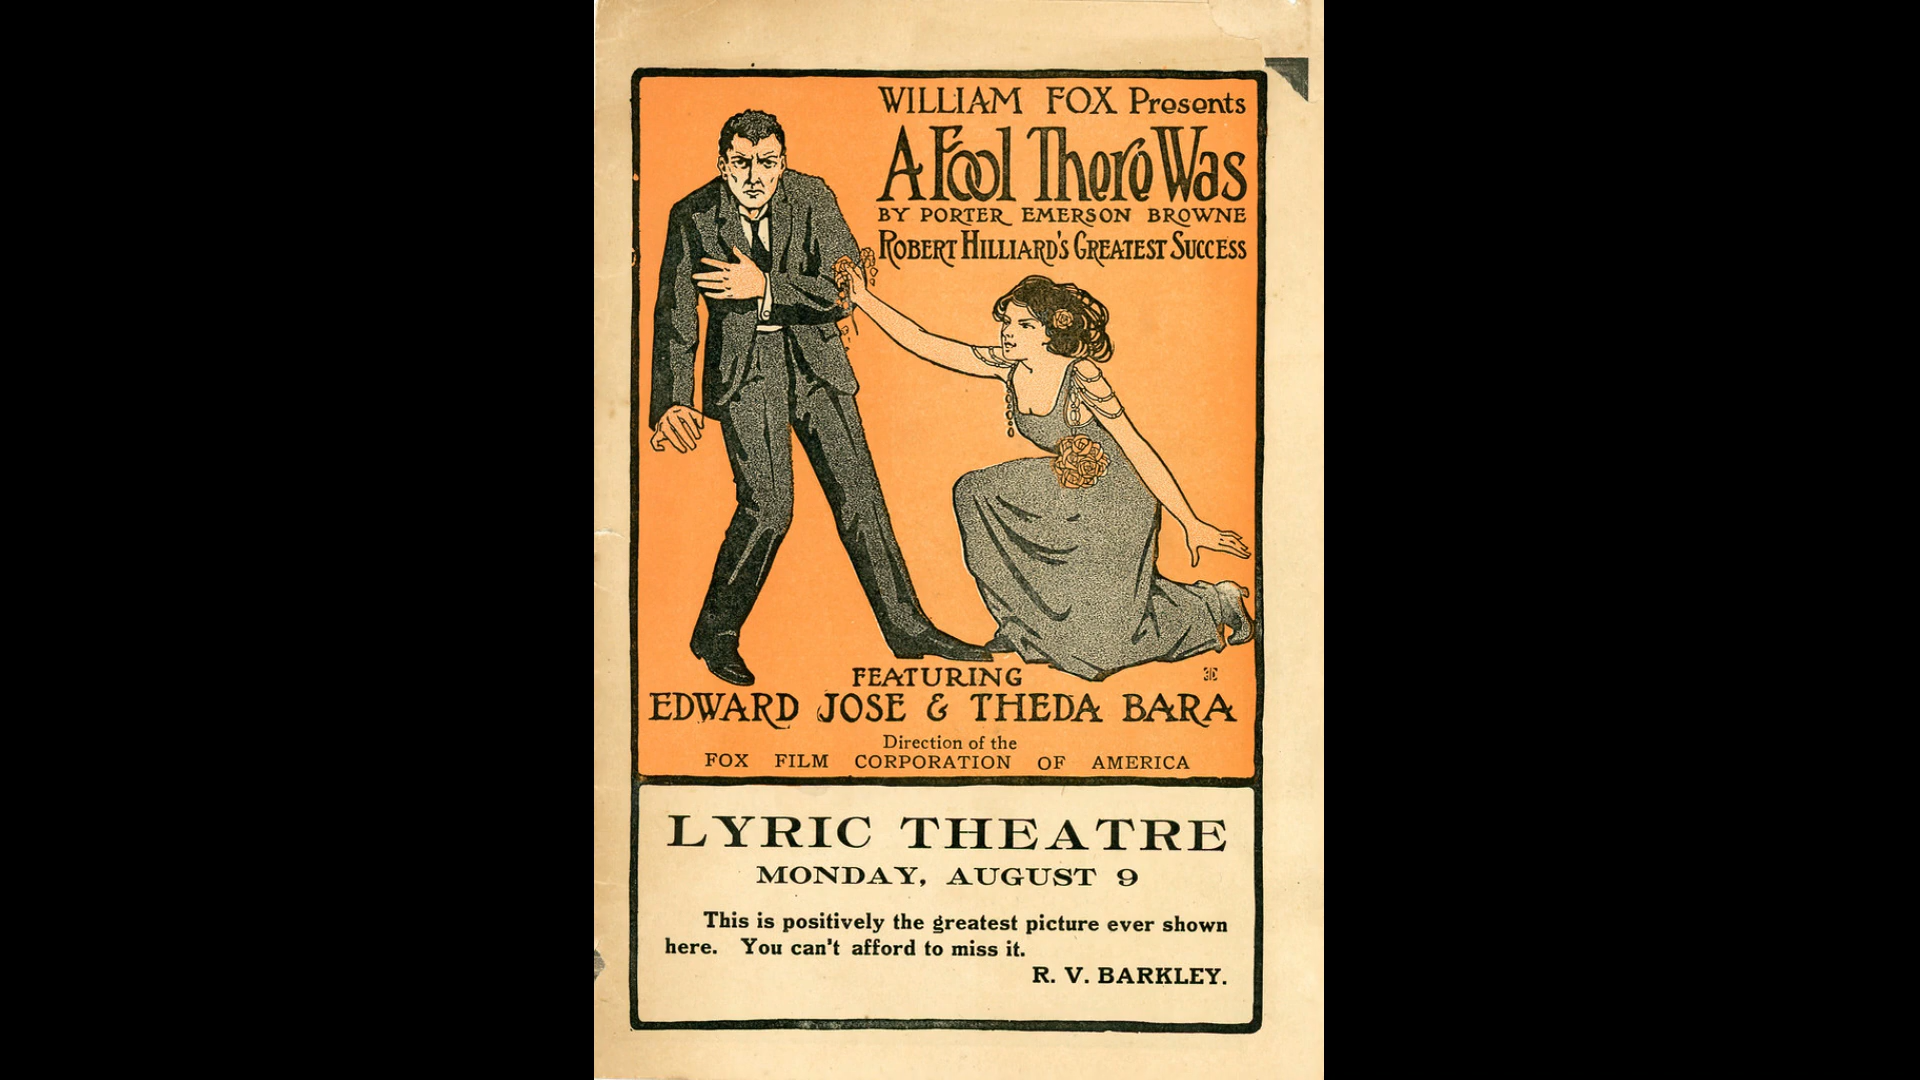 WILLIAM FOX Presents
A Fool There Was
BY PORTER EMERSON BROWNE
ROBERT HILLIARD'S GREATEST SUCCESS
FEATURING
EDWARD JOSE & THEDA BARA
Direction of the
FOX FILM CORPORATION OF AMERICA
LYRIC THEATRE
MONDAY, AUGUST 9
This is positively the greatest picture ever shown
here. You can't afford to miss it.
R. V. BARKLEY.